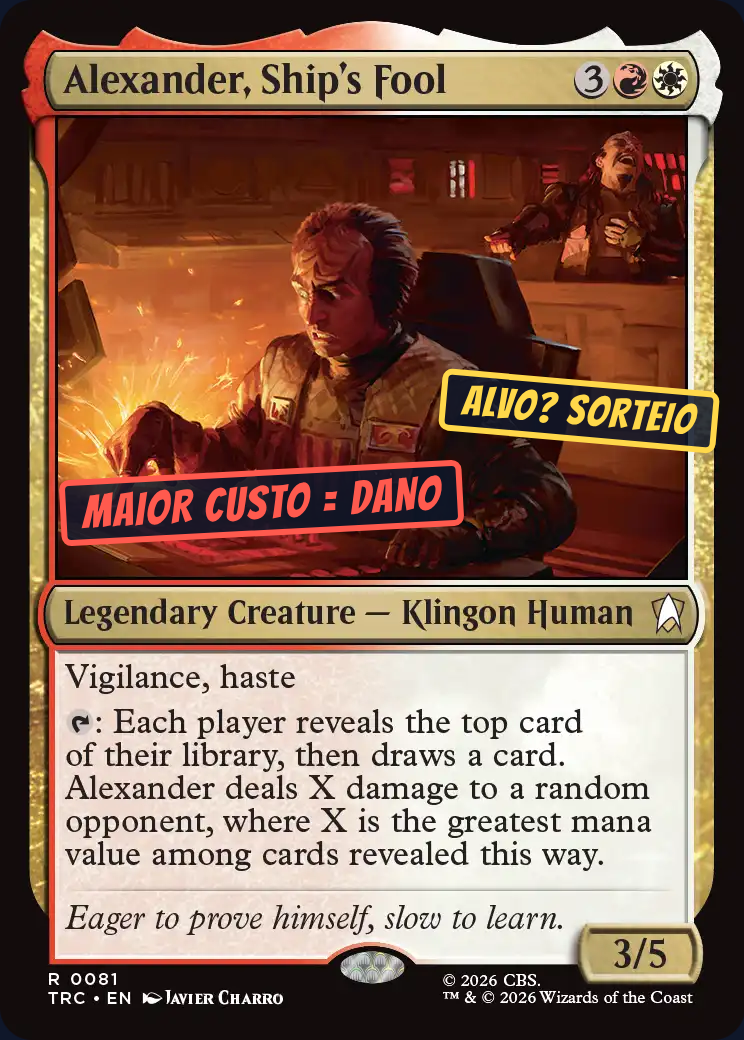 Alexander, Ship's Fool 3
ALVO? SORTEIO
MAIOR CUSTO = DANO
Legendary Creature — Klingon Human
Vigilance, haste
: Each player reveals the top card
of their library, then draws a card.
Alexander deals X damage to a random
opponent, where X is the greatest mana
value among cards revealed this way.
Eager to prove himself, slow to learn.
3/5
R 0081
TRC • EN Javier Charro
© 2026 CBS.
™ & © 2026 Wizards of the Coast